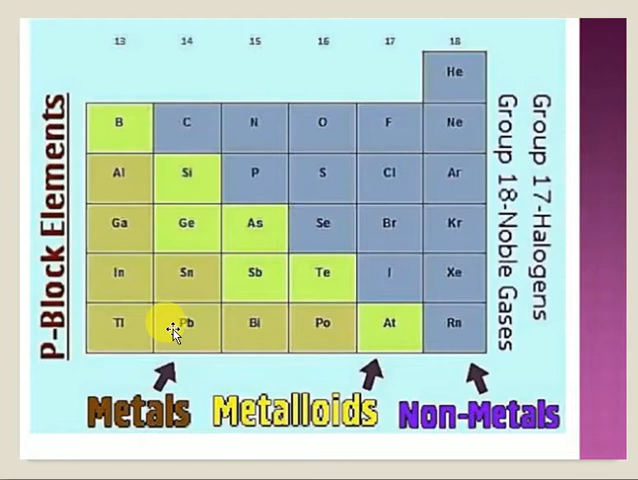 13 14 15 16 17 18
He
B C N O F Ne
Al Si P S Cl Ar
Ga Ge As Se Br Kr
In Sn Sb Te I Xe
Tl Pb Bi Po At Rn
P-Block Elements
Group 17-Halogens
Group 18-Noble Gases
Metals Metalloids Non-Metals